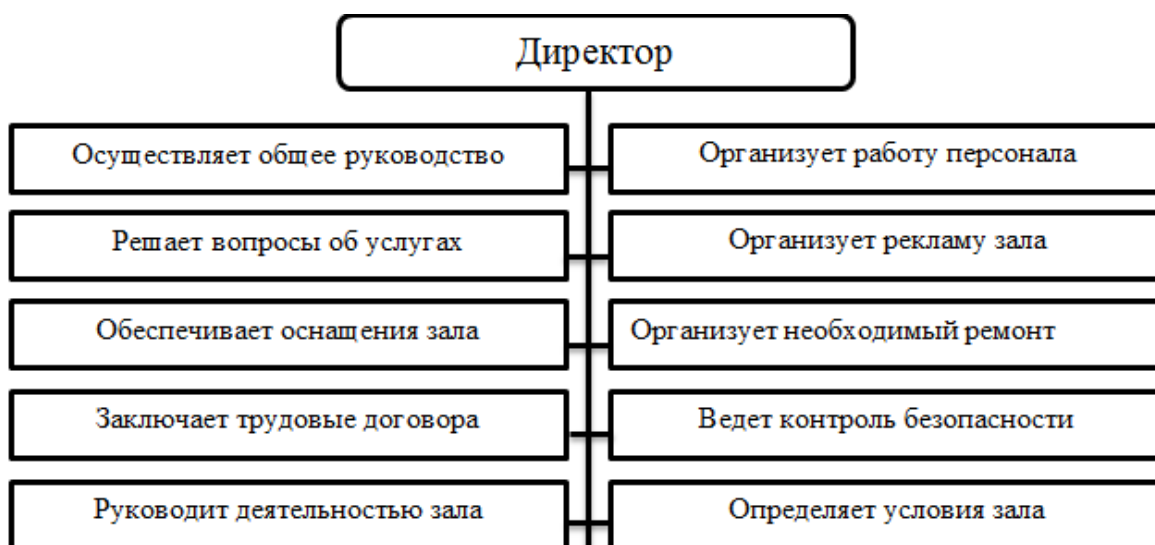 Директор
Осуществляет общее руководство
Организует работу персонала
Решает вопросы об услугах
Организует рекламу зала
Обеспечивает оснащения зала
Организует необходимый ремонт
Заключает трудовые договора
Ведет контроль безопасности
Руководит деятельностью зала
Определяет условия зала